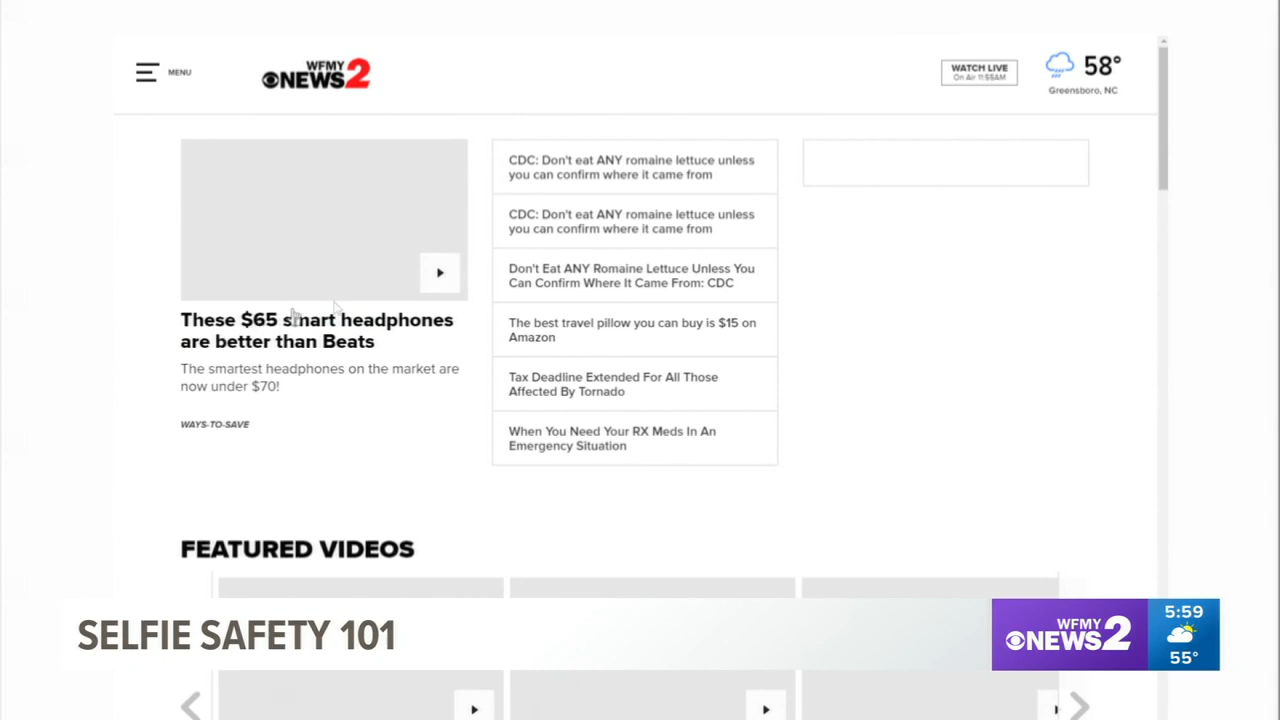 MENU
WFMY
NEWS 2
WATCH LIVE
On Air 11:55AM
58°
Greensboro, NC
These $65 smart headphones
are better than Beats
The smartest headphones on the market are
now under $70!
WAYS-TO-SAVE
CDC: Don't eat ANY romaine lettuce unless
you can confirm where it came from
CDC: Don't eat ANY romaine lettuce unless
you can confirm where it came from
Don't Eat ANY Romaine Lettuce Unless You
Can Confirm Where It Came From: CDC
The best travel pillow you can buy is $15 on
Amazon
Tax Deadline Extended For All Those
Affected By Tornado
When You Need Your RX Meds In An
Emergency Situation
FEATURED VIDEOS
SELFIE SAFETY 101
WFMY
NEWS 2
5:59
55°